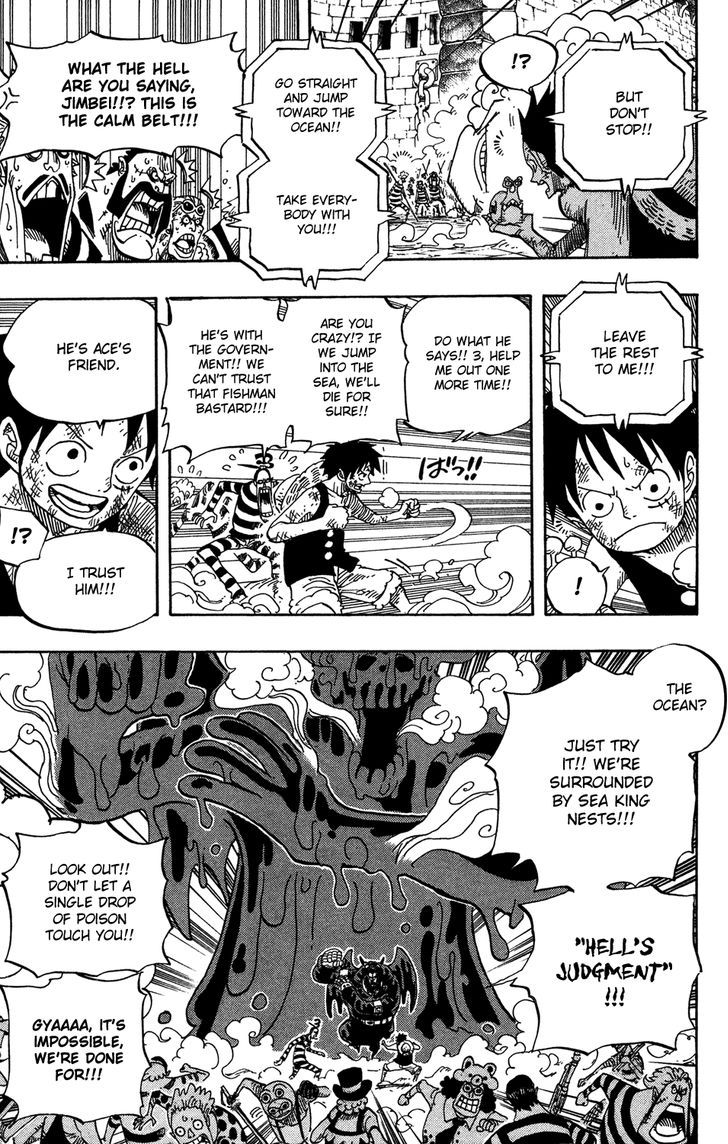 !?
BUT
DON'T
STOP!!
GO STRAIGHT
AND JUMP
TOWARD THE
OCEAN!!
TAKE EVERY-
BODY WITH
YOU!!!
WHAT THE HELL
ARE YOU SAYING,
JIMBEI!!? THIS IS
THE CALM BELT!!!
LEAVE
THE REST
TO ME!!!
!
DO WHAT HE
SAYS!! 3, HELP
ME OUT ONE
MORE TIME!!
ARE YOU
CRAZY!? IF
WE JUMP
INTO THE
SEA, WE'LL
DIE FOR
SURE!!
HE'S WITH
THE GOVERN-
MENT!! WE
CAN'T TRUST
THAT FISHMAN
BASTARD!!!
ばっ!!
HE'S ACE'S
FRIEND.
!?
I TRUST
HIM!!!
THE
OCEAN?
JUST TRY
IT!! WE'RE
SURROUNDED
BY SEA KING
NESTS!!!
"HELL'S
JUDGMENT"
!!!
LOOK OUT!!
DON'T LET A
SINGLE DROP
OF POISON
TOUCH YOU!!
GYAAAA, IT'S
IMPOSSIBLE,
WE'RE DONE
FOR!!!